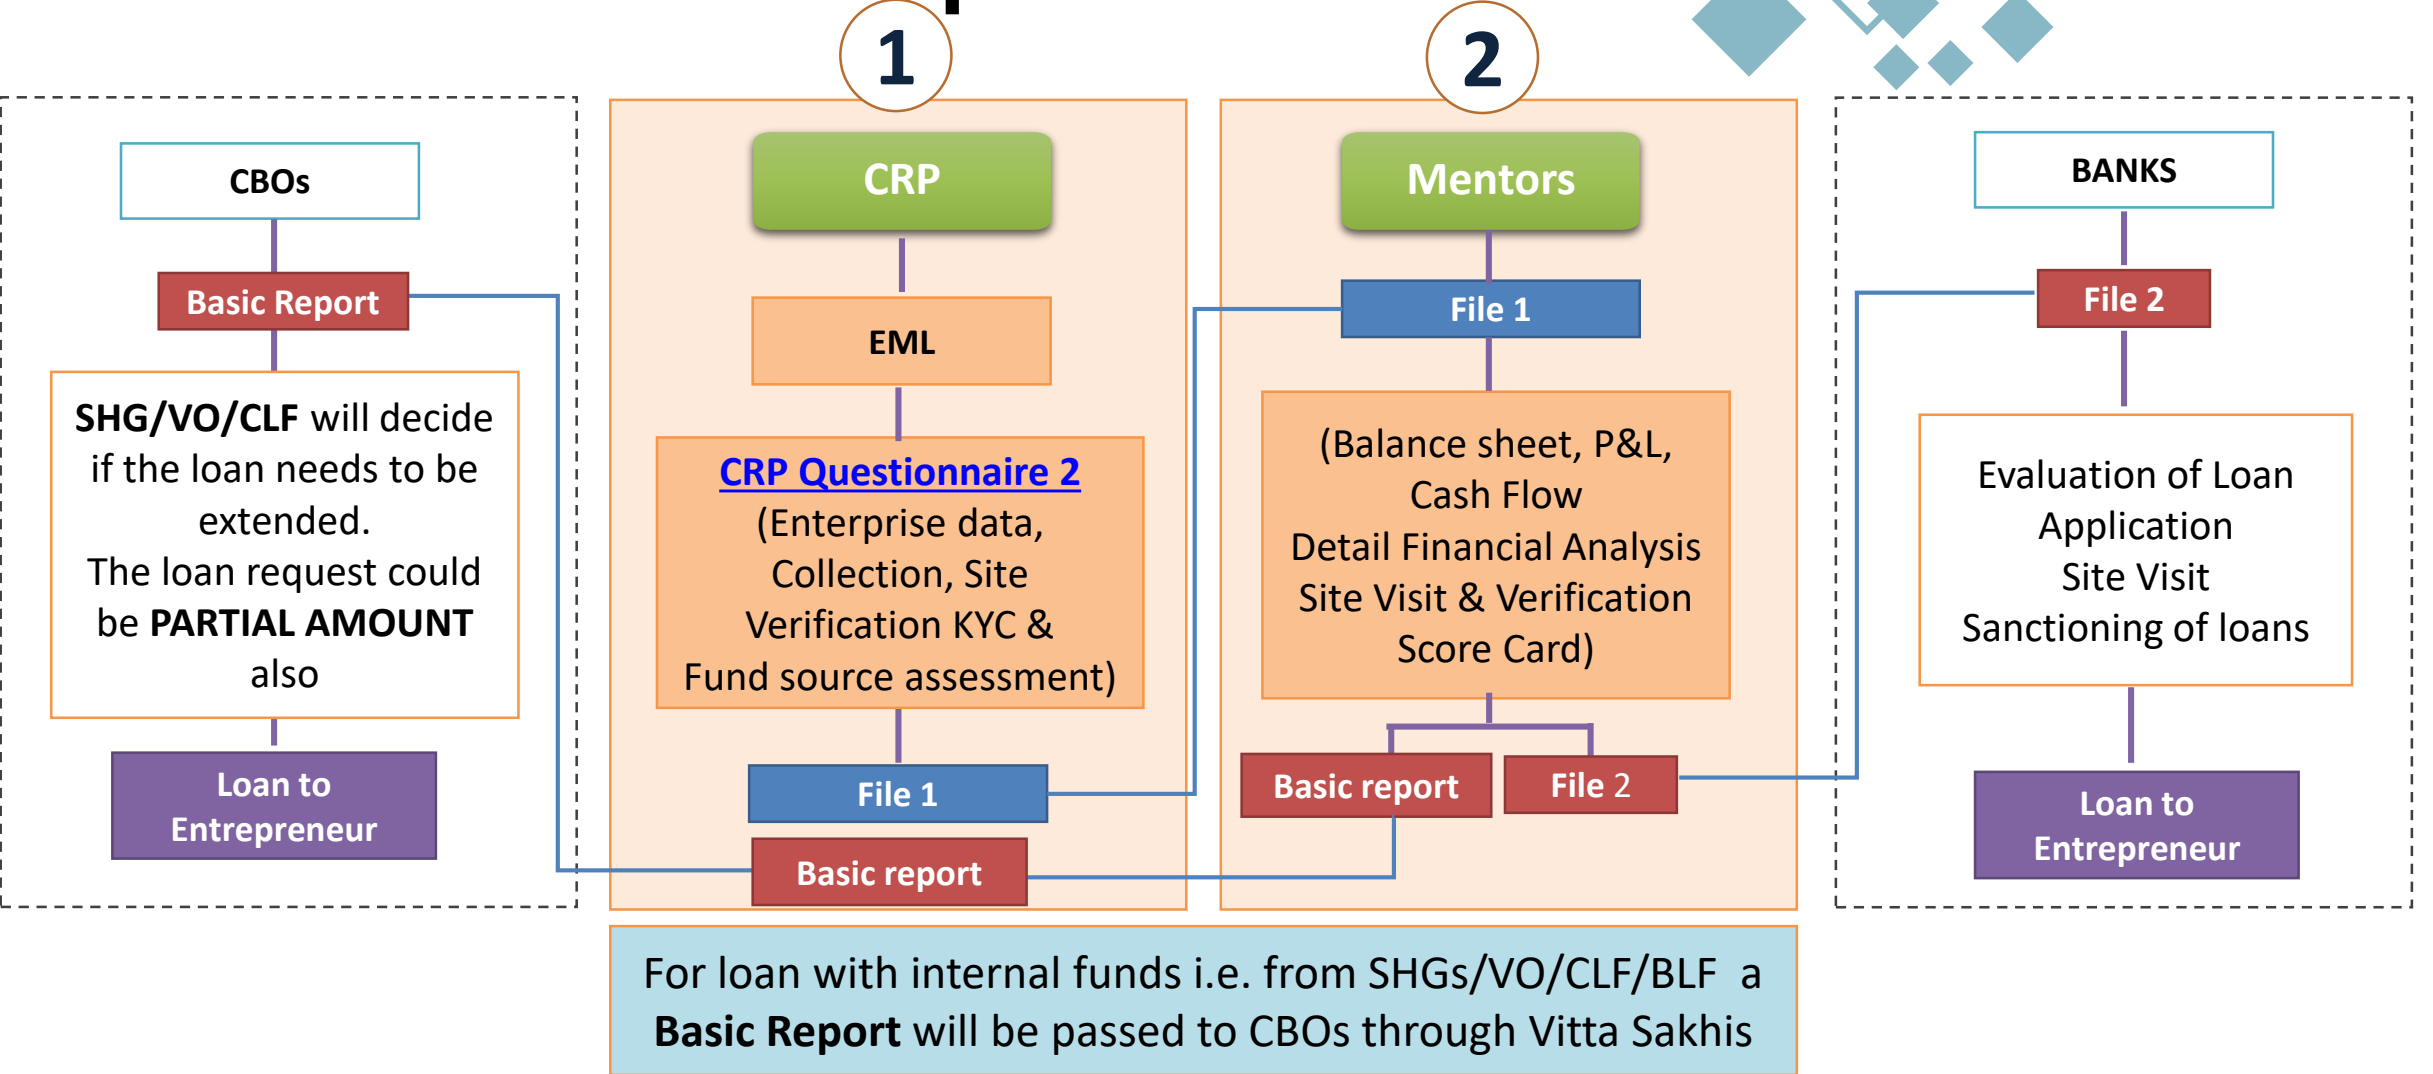 1
2
CBOs
Basic Report
SHG/VO/CLF will decide
if the loan needs to be
extended.
The loan request could
be PARTIAL AMOUNT
also
Loan to
Entrepreneur
CRP
EML
CRP Questionnaire 2
(Enterprise data,
Collection, Site
Verification KYC &
Fund source assessment)
File 1
Basic report
Mentors
File 1
(Balance sheet, P&L,
Cash Flow
Detail Financial Analysis
Site Visit & Verification
Score Card)
Basic report
File 2
BANKS
File 2
Evaluation of Loan
Application
Site Visit
Sanctioning of loans
Loan to
Entrepreneur
For loan with internal funds i.e. from SHGs/VO/CLF/BLF a
Basic Report will be passed to CBOs through Vitta Sakhis